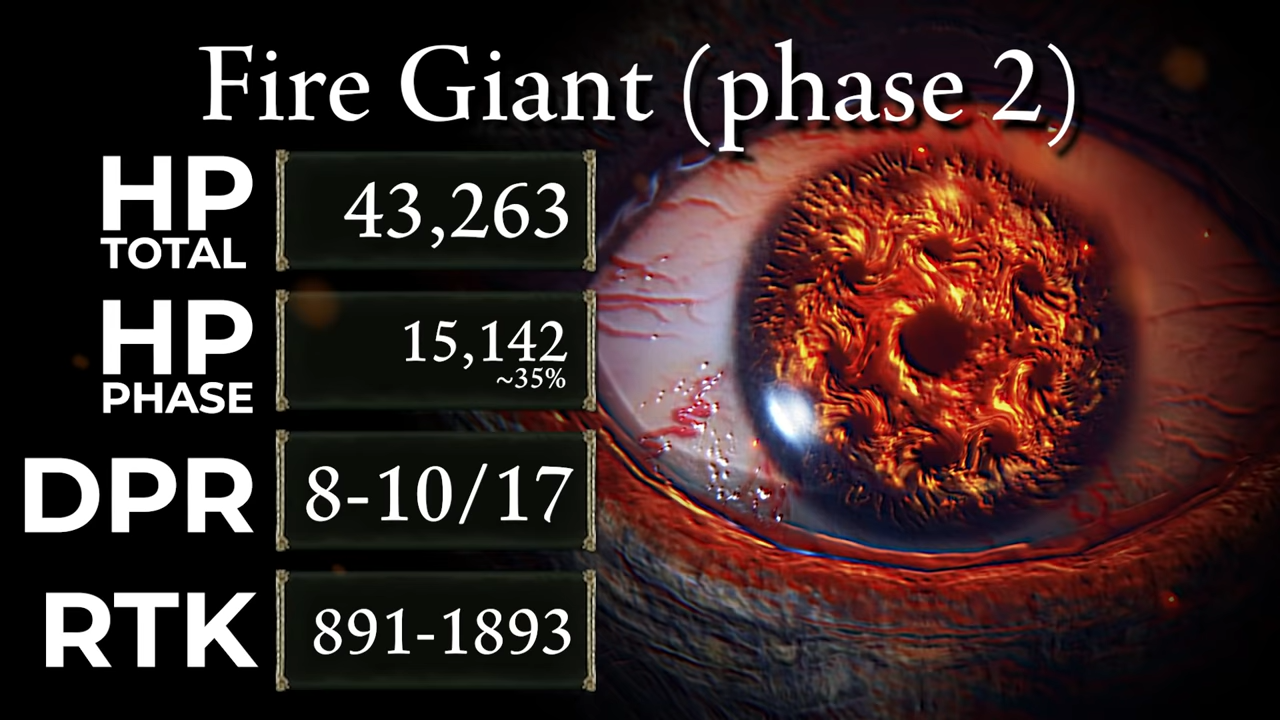 Fire Giant (phase 2)
HP
TOTAL
43,263
HP
PHASE
15,142
~35%
DPR
8-10/17
RTK
891-1893